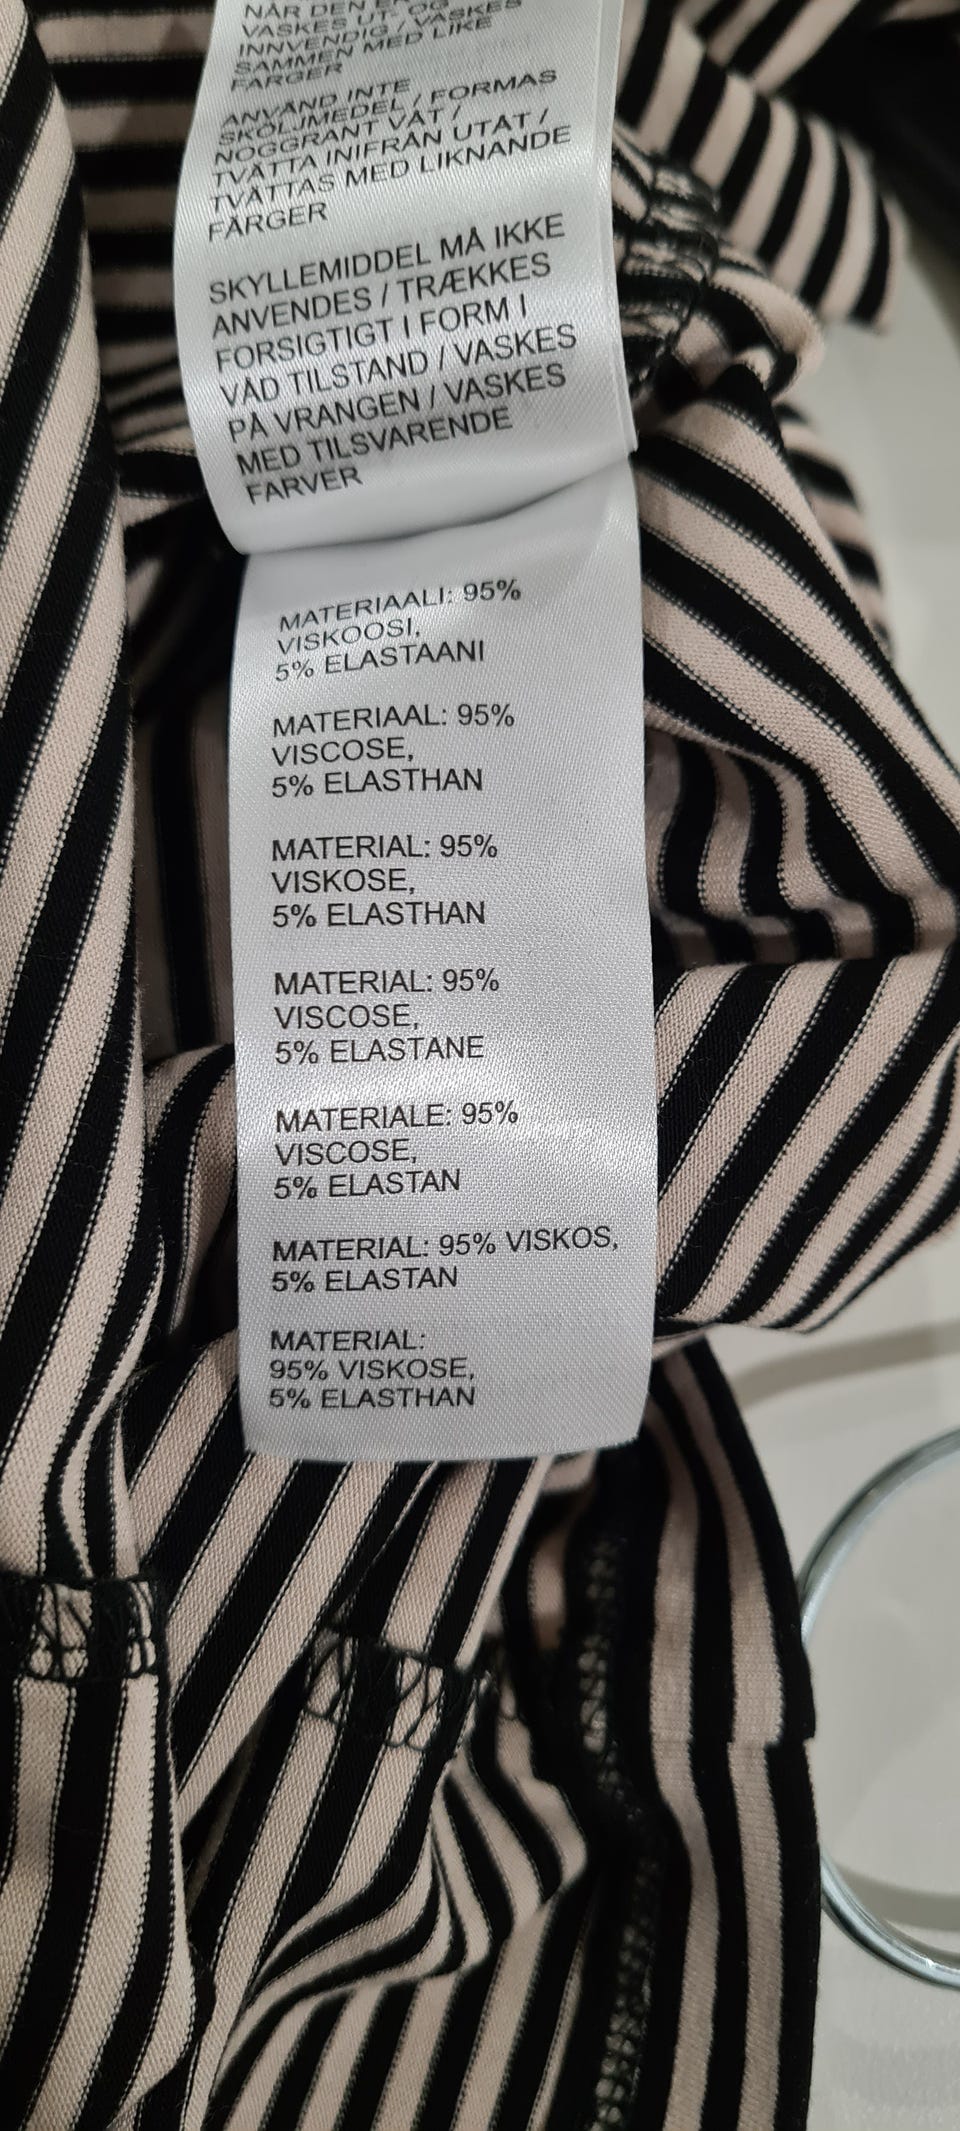 NÅR DEN ER
VASKES UT- OG
INNVENDIG / VASKES
SAMMEN MED LIKE
FARGER
ANVÄND INTE
SKÖLJMEDEL / FORMAS
NOGGRANT VÅT /
TVÄTTA INIFRÅN UTÅT /
TVÄTTAS MED LIKNANDE
FÄRGER
SKYLLEMIDDEL MÅ IKKE
ANVENDES / TRÆKKES
FORSIGTIGT I FORM I
VÅD TILSTAND / VASKES
PÅ VRANGEN / VASKES
MED TILSVARENDE
FARVER
MATERIAALI: 95%
VISKOOSI,
5% ELASTAANI
MATERIAAL: 95%
VISCOSE,
5% ELASTHAN
MATERIAL: 95%
VISKOSE,
5% ELASTHAN
MATERIAL: 95%
VISCOSE,
5% ELASTANE
MATERIALE: 95%
VISCOSE,
5% ELASTAN
MATERIAL: 95% VISKOS,
5% ELASTAN
MATERIAL:
95% VISKOSE,
5% ELASTHAN